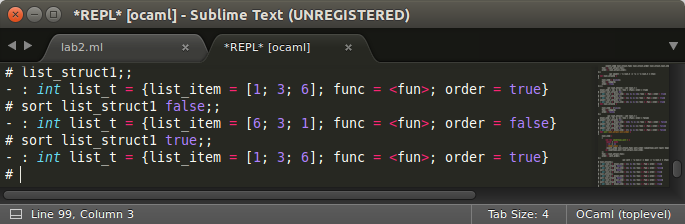 *REPL* [ocaml] - Sublime Text (UNREGISTERED)
lab2.ml
*REPL* [ocaml]
# list_struct1;;
- : int list_t = {list_item = [1; 3; 6]; func = <fun>; order = true}
# sort list_struct1 false;;
- : int list_t = {list_item = [6; 3; 1]; func = <fun>; order = false}
# sort list_struct1 true;;
- : int list_t = {list_item = [1; 3; 6]; func = <fun>; order = true}
#
Line 99, Column 3
Tab Size: 4
OCaml (toplevel)